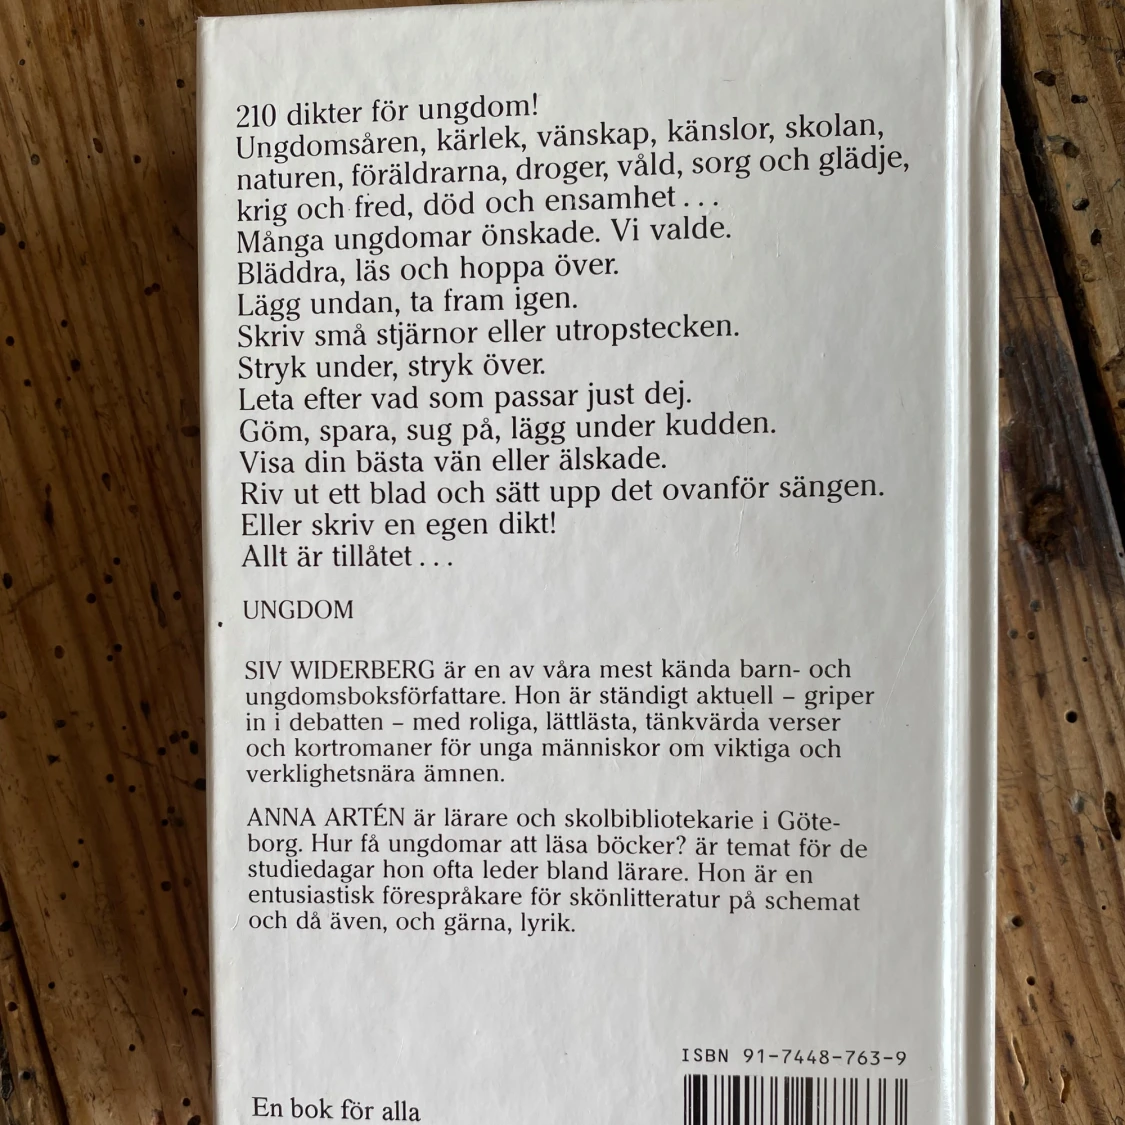 210 dikter för ungdom!
Ungdomsåren, kärlek, vänskap, känslor, skolan,
naturen, föräldrarna, droger, våld, sorg och glädje,
krig och fred, död och ensamhet . . .
Många ungdomar önskade. Vi valde.
Bläddra, läs och hoppa över.
Lägg undan, ta fram igen.
Skriv små stjärnor eller utropstecken.
Stryk under, stryk över.
Leta efter vad som passar just dej.
Göm, spara, sug på, lägg under kudden.
Visa din bästa vän eller älskade.
Riv ut ett blad och sätt upp det ovanför sängen.
Eller skriv en egen dikt!
Allt är tillåtet . . .
UNGDOM
SIV WIDERBERG är en av våra mest kända barn- och
ungdomsboksförfattare. Hon är ständigt aktuell – griper
in i debatten – med roliga, lättlästa, tänkvärda verser
och kortromaner för unga människor om viktiga och
verklighetsnära ämnen.
ANNA ARTÉN är lärare och skolbibliotekarie i Göte-
borg. Hur få ungdomar att läsa böcker? är temat för de
studiedagar hon ofta leder bland lärare. Hon är en
entusiastisk förespråkare för skönlitteratur på schemat
och då även, och gärna, lyrik.
ISBN 91-7448-763-9
En bok för alla